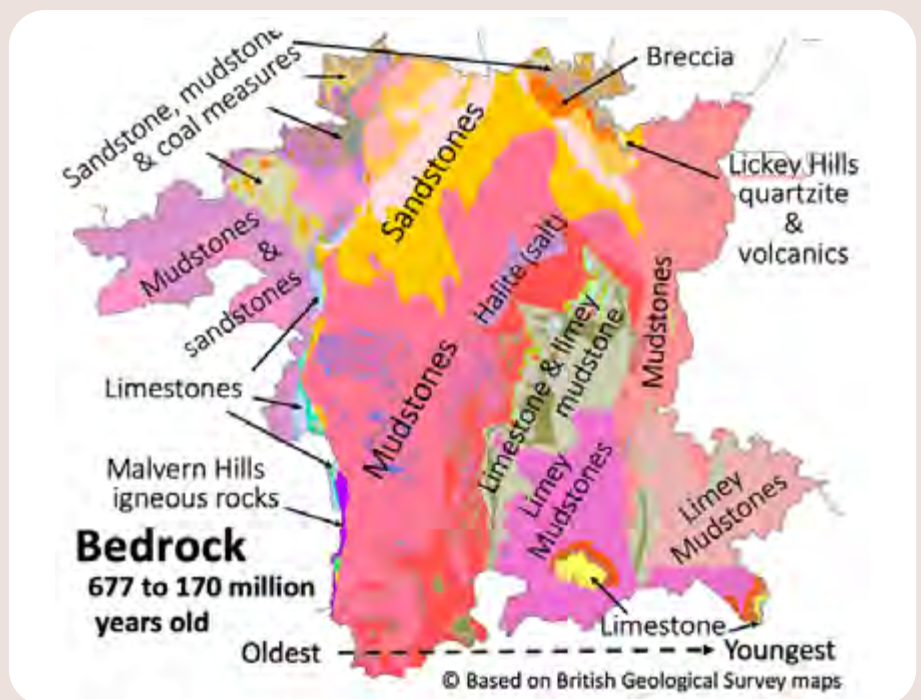 Sandstone, mudstone
& coal measures
Breccia
Sandstones
Lickey Hills
quartzite
&
volcanics
Mudstones
&
sandstones
Halite (salt)
Mudstones
Limestones
Mudstones
Limestone & limey
mudstone
Malvern Hills
igneous rocks
Limey
Mudstones
Limey
Mudstones
Bedrock
677 to 170 million
years old
Limestone
Oldest
Youngest
© Based on British Geological Survey maps